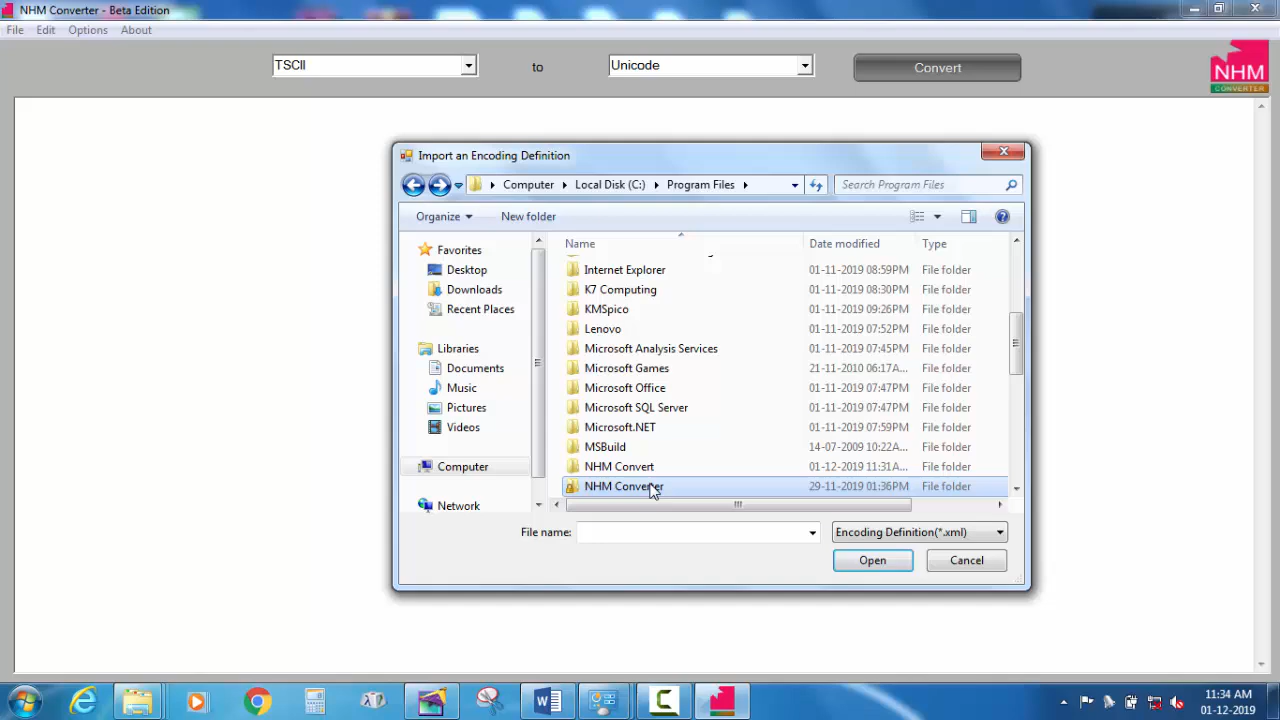 NHM Converter - Beta Edition
File Edit Options About
TSCII to Unicode Convert
NHM
CONVERTER
Import an Encoding Definition
Computer Local Disk (C:) Program Files Search Program Files
Organize New folder
Name Date modified Type
Favorites
Desktop
Downloads
Recent Places
Libraries
Documents
Music
Pictures
Videos
Computer
Network
Internet Explorer 01-11-2019 08:59PM File folder
K7 Computing 01-11-2019 08:30PM File folder
KMSpico 01-11-2019 09:26PM File folder
Lenovo 01-11-2019 07:52PM File folder
Microsoft Analysis Services 01-11-2019 07:45PM File folder
Microsoft Games 21-11-2010 06:17A... File folder
Microsoft Office 01-11-2019 07:47PM File folder
Microsoft SQL Server 01-11-2019 07:47PM File folder
Microsoft.NET 01-11-2019 07:59PM File folder
MSBuild 14-07-2009 10:22A... File folder
NHM Convert 01-12-2019 11:31A... File folder
NHM Converter 29-11-2019 01:36PM File folder
File name: Encoding Definition(*.xml)
Open Cancel
11:34 AM
01-12-2019